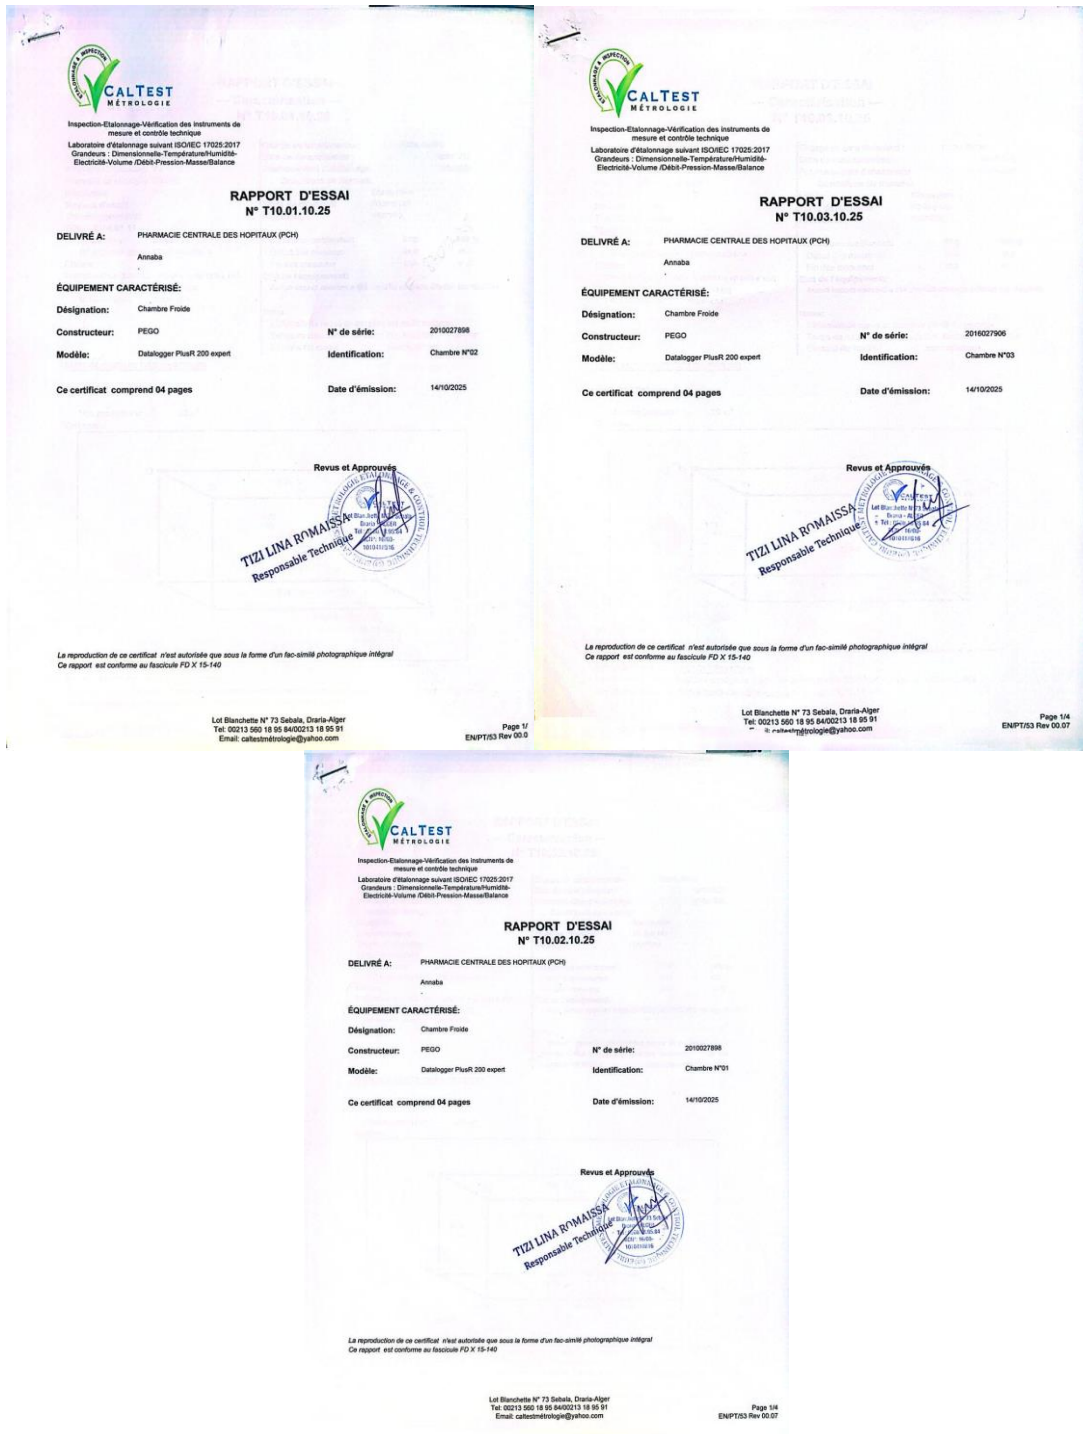 ETALONNAGE & INSPECTION
CALTEST
MÉTROLOGIE
Inspection-Etalonnage-Vérification des instruments de
mesure et contrôle technique
Laboratoire d'étalonnage suivant ISO/IEC 17025:2017
Grandeurs : Dimensionnelle-Température/Humidité-
Electricité-Volume /Débit-Pression-Masse/Balance
RAPPORT D'ESSAI
N° T10.01.10.25
DELIVRÉ A: PHARMACIE CENTRALE DES HOPITAUX (PCH)
Annaba
ÉQUIPEMENT CARACTÉRISÉ:
Désignation: Chambre Froide
Constructeur: PEGO N° de série: 2010027898
Modèle: Datalogger PlusR 200 expert Identification: Chambre N°02
Ce certificat comprend 04 pages Date d'émission: 14/10/2025
Revus et Approuvés
TIZI LINA ROMAISSA
Responsable Technique
La reproduction de ce certificat n'est autorisée que sous la forme d'un fac-similé photographique intégral
Ce rapport est conforme au fascicule FD X 15-140
Lot Blanchette N° 73 Sebala, Draria-Alger
Tel: 00213 560 18 95 84/00213 18 95 91
Email: caltestmétrologie@yahoo.com
Page 1/
EN/PT/53 Rev 00.0
ETALONNAGE & INSPECTION
CALTEST
MÉTROLOGIE
Inspection-Etalonnage-Vérification des instruments de
mesure et contrôle technique
Laboratoire d'étalonnage suivant ISO/IEC 17025:2017
Grandeurs : Dimensionnelle-Température/Humidité-
Electricité-Volume /Débit-Pression-Masse/Balance
RAPPORT D'ESSAI
N° T10.03.10.25
DELIVRÉ A: PHARMACIE CENTRALE DES HOPITAUX (PCH)
Annaba
ÉQUIPEMENT CARACTÉRISÉ:
Désignation: Chambre Froide
Constructeur: PEGO N° de série: 2016027906
Modèle: Datalogger PlusR 200 expert Identification: Chambre N°03
Ce certificat comprend 04 pages Date d'émission: 14/10/2025
Revus et Approuvés
TIZI LINA ROMAISSA
Responsable Technique
La reproduction de ce certificat n'est autorisée que sous la forme d'un fac-similé photographique intégral
Ce rapport est conforme au fascicule FD X 15-140
Lot Blanchette N° 73 Sebala, Draria-Alger
Tel: 00213 560 18 95 84/00213 18 95 91
il: caltestmétrologie@yahoo.com
Page 1/4
EN/PT/53 Rev 00.07
ETALONNAGE & INSPECTION
CALTEST
MÉTROLOGIE
Inspection-Etalonnage-Vérification des instruments de
mesure et contrôle technique
Laboratoire d'étalonnage suivant ISO/IEC 17025:2017
Grandeurs : Dimensionnelle-Température/Humidité-
Electricité-Volume /Débit-Pression-Masse/Balance
RAPPORT D'ESSAI
N° T10.02.10.25
DELIVRÉ A: PHARMACIE CENTRALE DES HOPITAUX (PCH)
Annaba
ÉQUIPEMENT CARACTÉRISÉ:
Désignation: Chambre Froide
Constructeur: PEGO N° de série: 2010027898
Modèle: Datalogger PlusR 200 expert Identification: Chambre N°01
Ce certificat comprend 04 pages Date d'émission: 14/10/2025
Revus et Approuvés
TIZI LINA ROMAISSA
Responsable Technique
La reproduction de ce certificat n'est autorisée que sous la forme d'un fac-similé photographique intégral
Ce rapport est conforme au fascicule FD X 15-140
Lot Blanchette N° 73 Sebala, Draria-Alger
Tel: 00213 560 18 95 84/00213 18 95 91
Email: caltestmétrologie@yahoo.com
Page 1/4
EN/PT/53 Rev 00.07